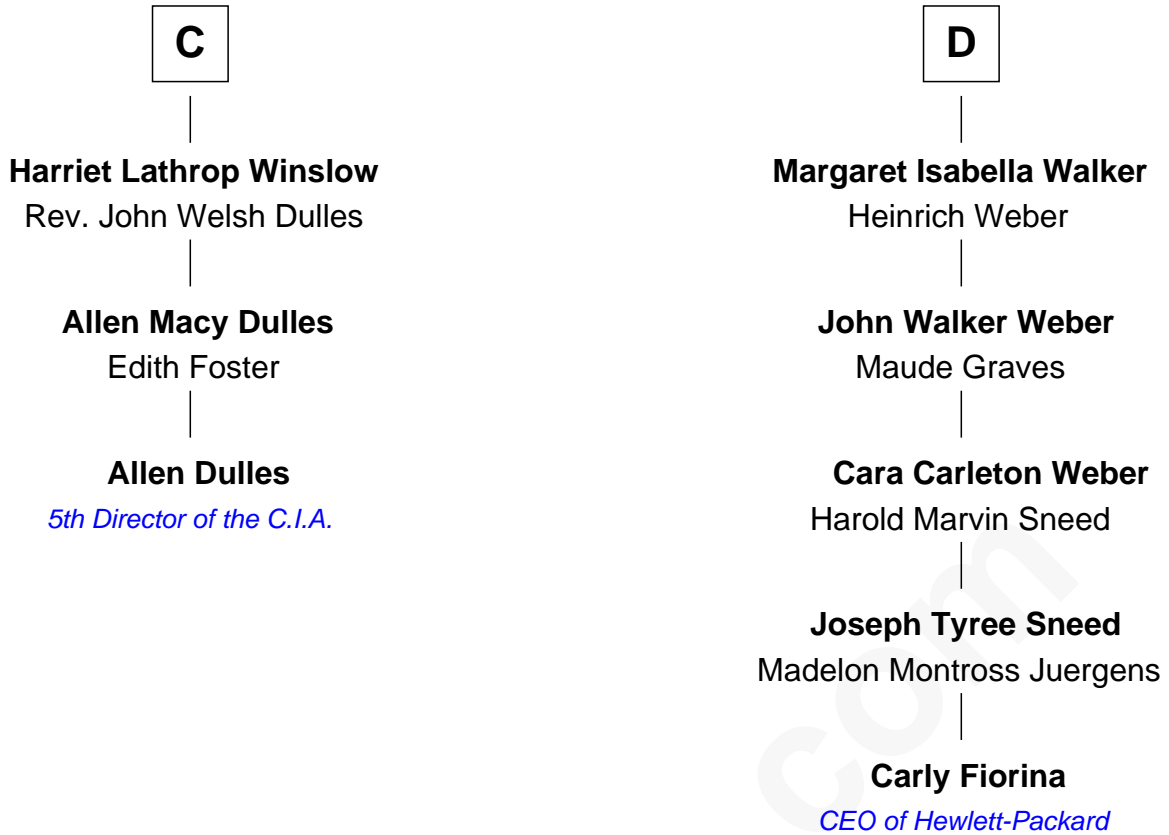 C
Harriet Lathrop Winslow
Rev. John Welsh Dulles
Allen Macy Dulles
Edith Foster
Allen Dulles
5th Director of the C.I.A.
D
Margaret Isabella Walker
Heinrich Weber
John Walker Weber
Maude Graves
Cara Carleton Weber
Harold Marvin Sneed
Joseph Tyree Sneed
Madelon Montross Juergens
Carly Fiorina
CEO of Hewlett-Packard
com